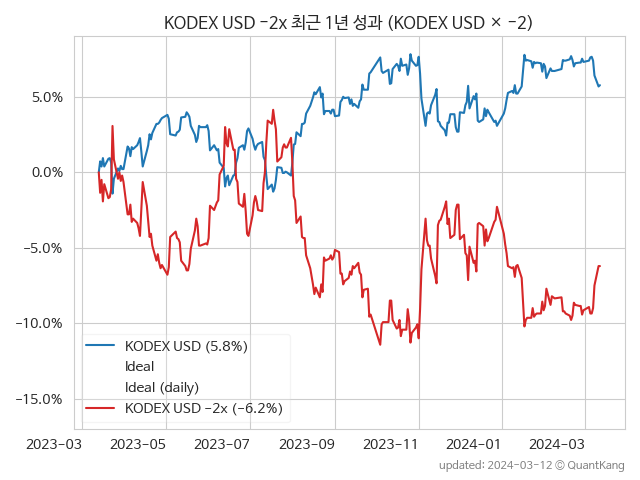 KODEX USD −2x 최근 1년 성과 (KODEX USD × −2)
5.0%
0.0%
−5.0%
−10.0%
−15.0%
KODEX USD (5.8%)
Ideal
Ideal (daily)
KODEX USD −2x (−6.2%)
2023−03 2023−05 2023−07 2023−09 2023−11 2024−01 2024−03
updated: 2024−03−12 © QuantKang